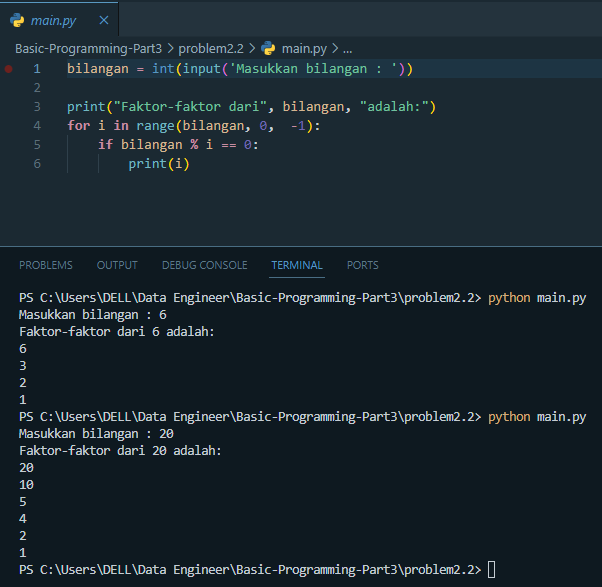 main.py ×
Basic-Programming-Part3 > problem2.2 > main.py > ...
1 bilangan = int(input('Masukkan bilangan : '))
2
3 print("Faktor-faktor dari", bilangan, "adalah:")
4 for i in range(bilangan, 0,  -1):
5     if bilangan % i == 0:
6         print(i)
PROBLEMS OUTPUT DEBUG CONSOLE TERMINAL PORTS
PS C:\Users\DELL\Data Engineer\Basic-Programming-Part3\problem2.2> python main.py
Masukkan bilangan : 6
Faktor-faktor dari 6 adalah:
6
3
2
1
PS C:\Users\DELL\Data Engineer\Basic-Programming-Part3\problem2.2> python main.py
Masukkan bilangan : 20
Faktor-faktor dari 20 adalah:
20
10
5
4
2
1
PS C:\Users\DELL\Data Engineer\Basic-Programming-Part3\problem2.2>